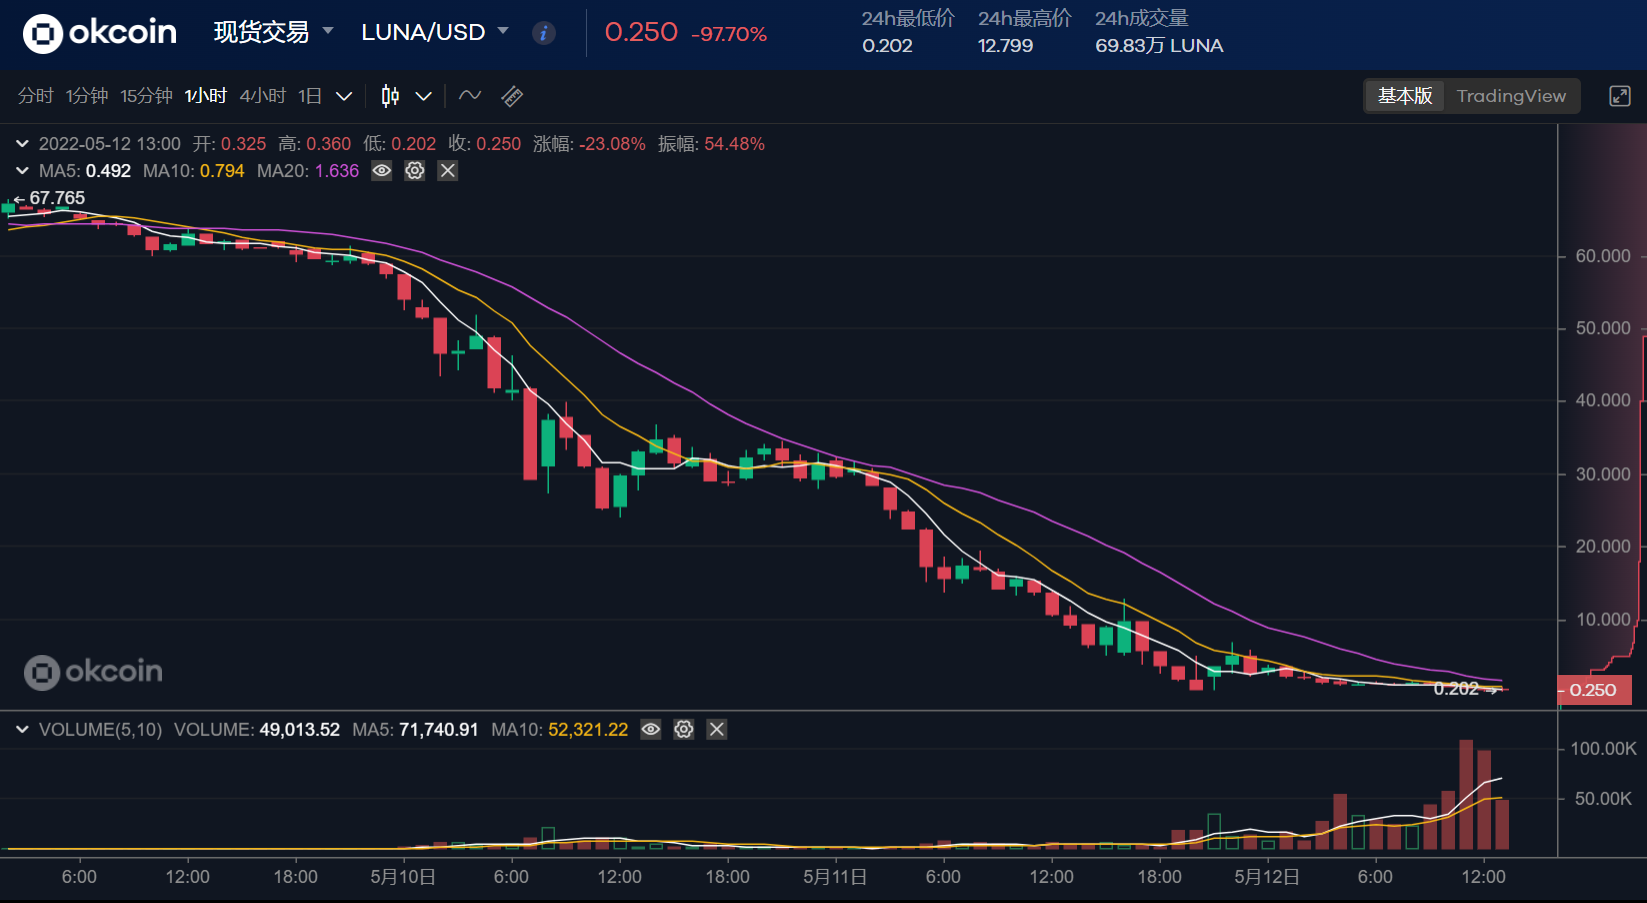 okcoin 现货交易 LUNA/USD i 0.250 -97.70% 24h最低价 24h最高价 24h成交量
0.202 12.799 69.83万 LUNA
分时 1分钟 15分钟 1小时 4小时 1日 基本版 TradingView
2022-05-12 13:00 开: 0.325 高: 0.360 低: 0.202 收: 0.250 涨幅: -23.08% 振幅: 54.48%
MA5: 0.492 MA10: 0.794 MA20: 1.636
←67.765
60.000
50.000
40.000
30.000
20.000
10.000
okcoin
0.202→
0.250
VOLUME(5,10) VOLUME: 49,013.52 MA5: 71,740.91 MA10: 52,321.22
100.00K
50.00K
6:00 12:00 18:00 5月10日 6:00 12:00 18:00 5月11日 6:00 12:00 18:00 5月12日 6:00 12:00